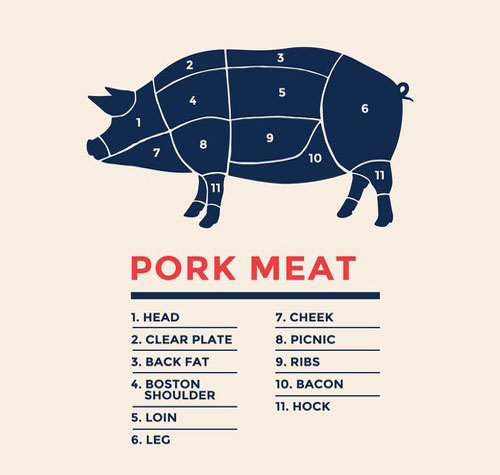 2
3
4
5
6
1
7
8
9
10
11
11
PORK MEAT
1. HEAD
2. CLEAR PLATE
3. BACK FAT
4. BOSTON
SHOULDER
5. LOIN
6. LEG
7. CHEEK
8. PICNIC
9. RIBS
10. BACON
11. HOCK